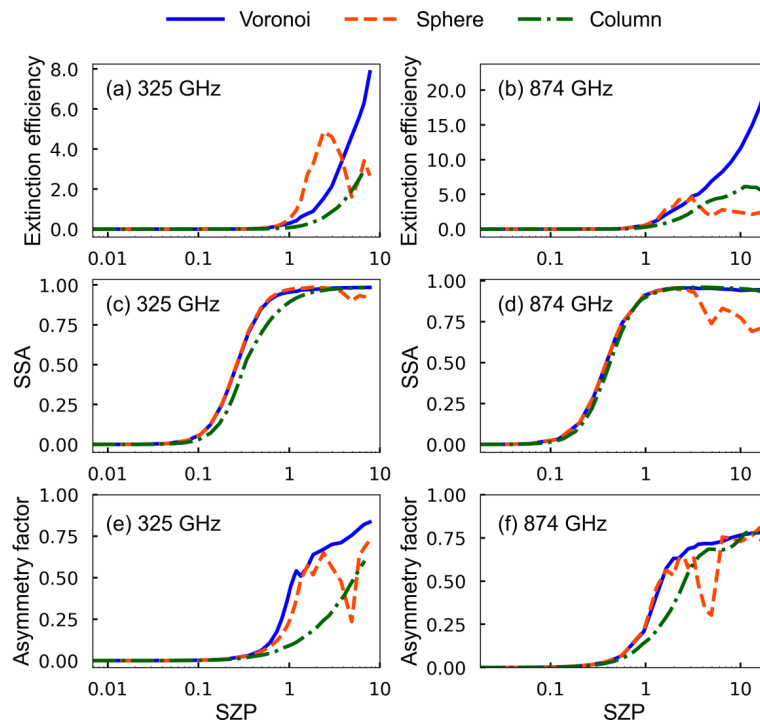 Voronoi Sphere Column
(a) 325 GHz
Extinction efficiency
8.0
6.0
4.0
2.0
0.0
0.01 0.1 1 10
(b) 874 GHz
Extinction efficiency
20.0
15.0
10.0
5.0
0.0
0.1 1 10
(c) 325 GHz
SSA
1.00
0.75
0.50
0.25
0.00
0.01 0.1 1 10
(d) 874 GHz
SSA
1.00
0.75
0.50
0.25
0.00
0.1 1 10
(e) 325 GHz
Asymmetry factor
1.00
0.75
0.50
0.25
0.00
0.01 0.1 1 10
SZP
(f) 874 GHz
Asymmetry factor
1.00
0.75
0.50
0.25
0.00
0.1 1 10
SZP